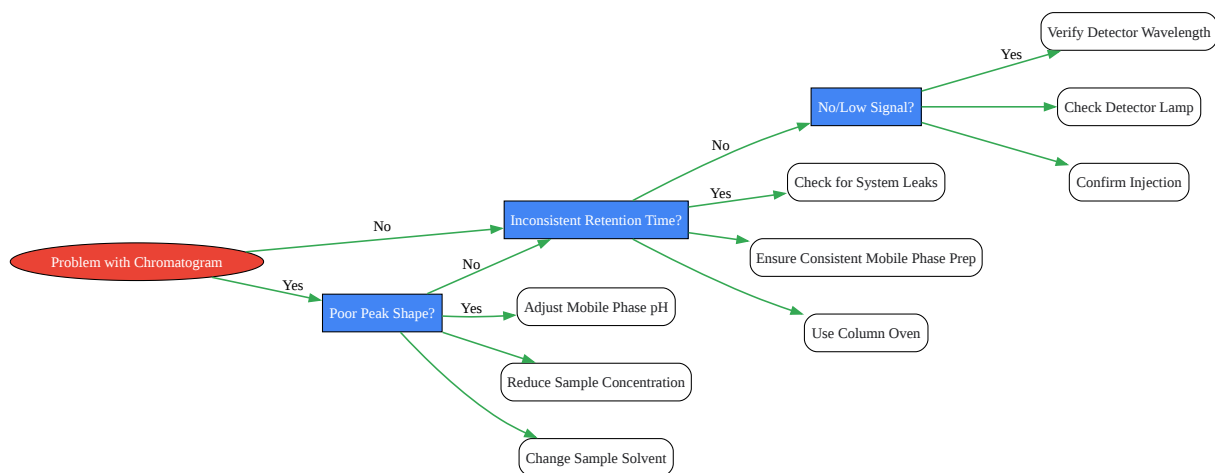 Verify Detector Wavelength
Yes
No/Low Signal?
Check Detector Lamp
No
Confirm Injection
Check for System Leaks
Yes
Inconsistent Retention Time?
No
Ensure Consistent Mobile Phase Prep
Problem with Chromatogram
No
Yes
Poor Peak Shape?
Yes
Adjust Mobile Phase pH
Use Column Oven
Reduce Sample Concentration
Change Sample Solvent